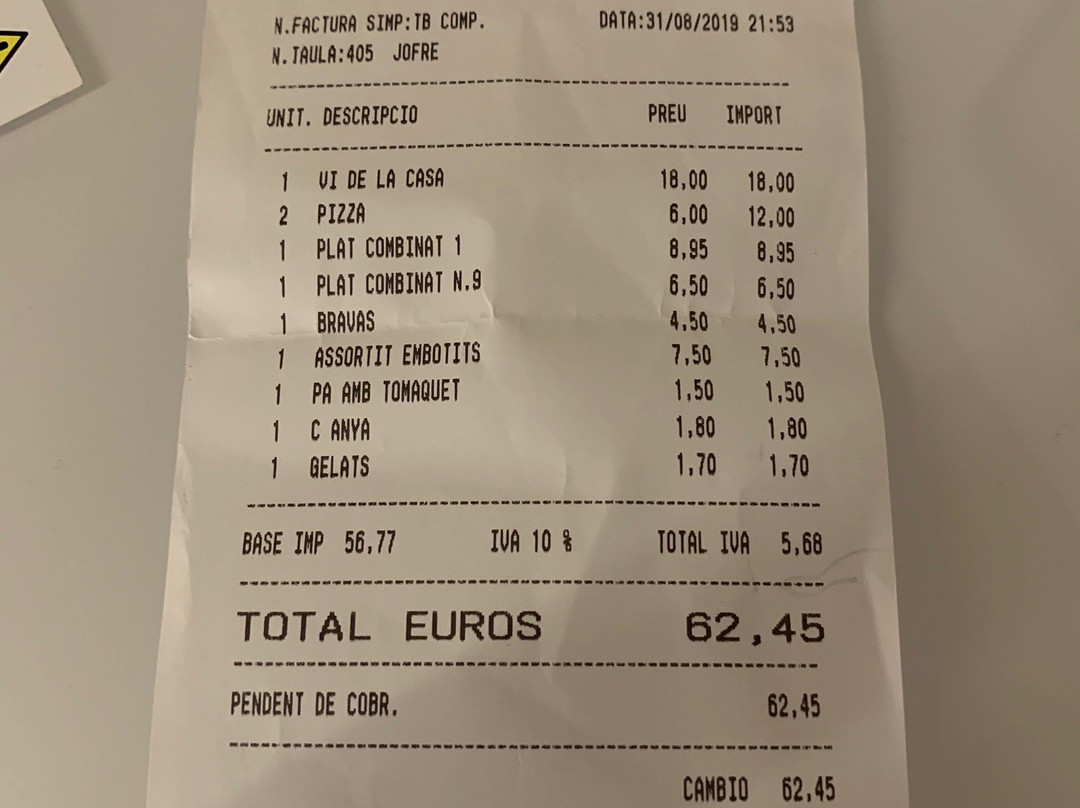 N.FACTURA SIMP:TB COMP. DATA:31/08/2019 21:53
N.TAULA:405 JOFRE
UNIT. DESCRIPCIO PREU IMPORT
1 VI DE LA CASA 18,00 18,00
2 PIZZA 6,00 12,00
1 PLAT COMBINAT 1 8,95 8,95
1 PLAT COMBINAT N.9 6,50 6,50
1 BRAVAS 4,50 4,50
1 ASSORTIT EMBOTITS 7,50 7,50
1 PA AMB TOMAQUET 1,50 1,50
1 C ANYA 1,80 1,80
1 GELATS 1,70 1,70
BASE IMP 56,77 IVA 10 % TOTAL IVA 5,68
TOTAL EUROS 62,45
PENDENT DE COBR. 62,45
CAMBIO 62,45